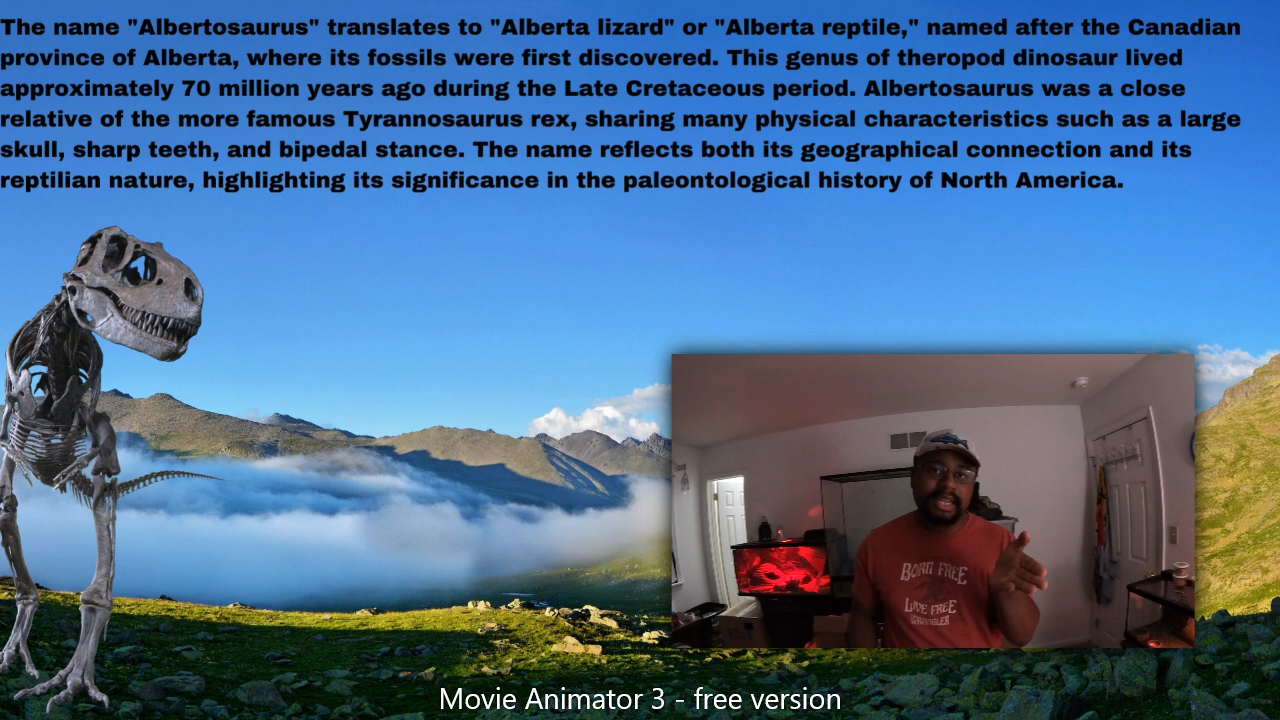 The name "Albertosaurus" translates to "Alberta lizard" or "Alberta reptile," named after the Canadian
province of Alberta, where its fossils were first discovered. This genus of theropod dinosaur lived
approximately 70 million years ago during the Late Cretaceous period. Albertosaurus was a close
relative of the more famous Tyrannosaurus rex, sharing many physical characteristics such as a large
skull, sharp teeth, and bipedal stance. The name reflects both its geographical connection and its
reptilian nature, highlighting its significance in the paleontological history of North America.
BORN FREE
LIVE FREE
WRANGLER
Movie Animator 3 - free version